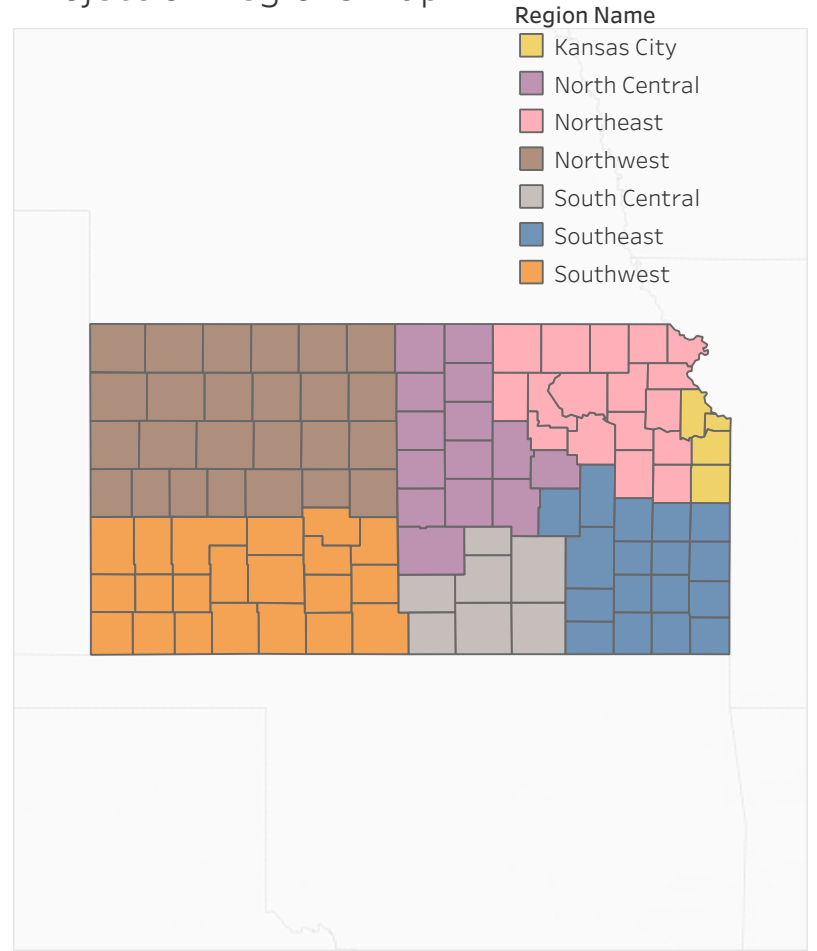 Region Name
Kansas City
North Central
Northeast
Northwest
South Central
Southeast
Southwest